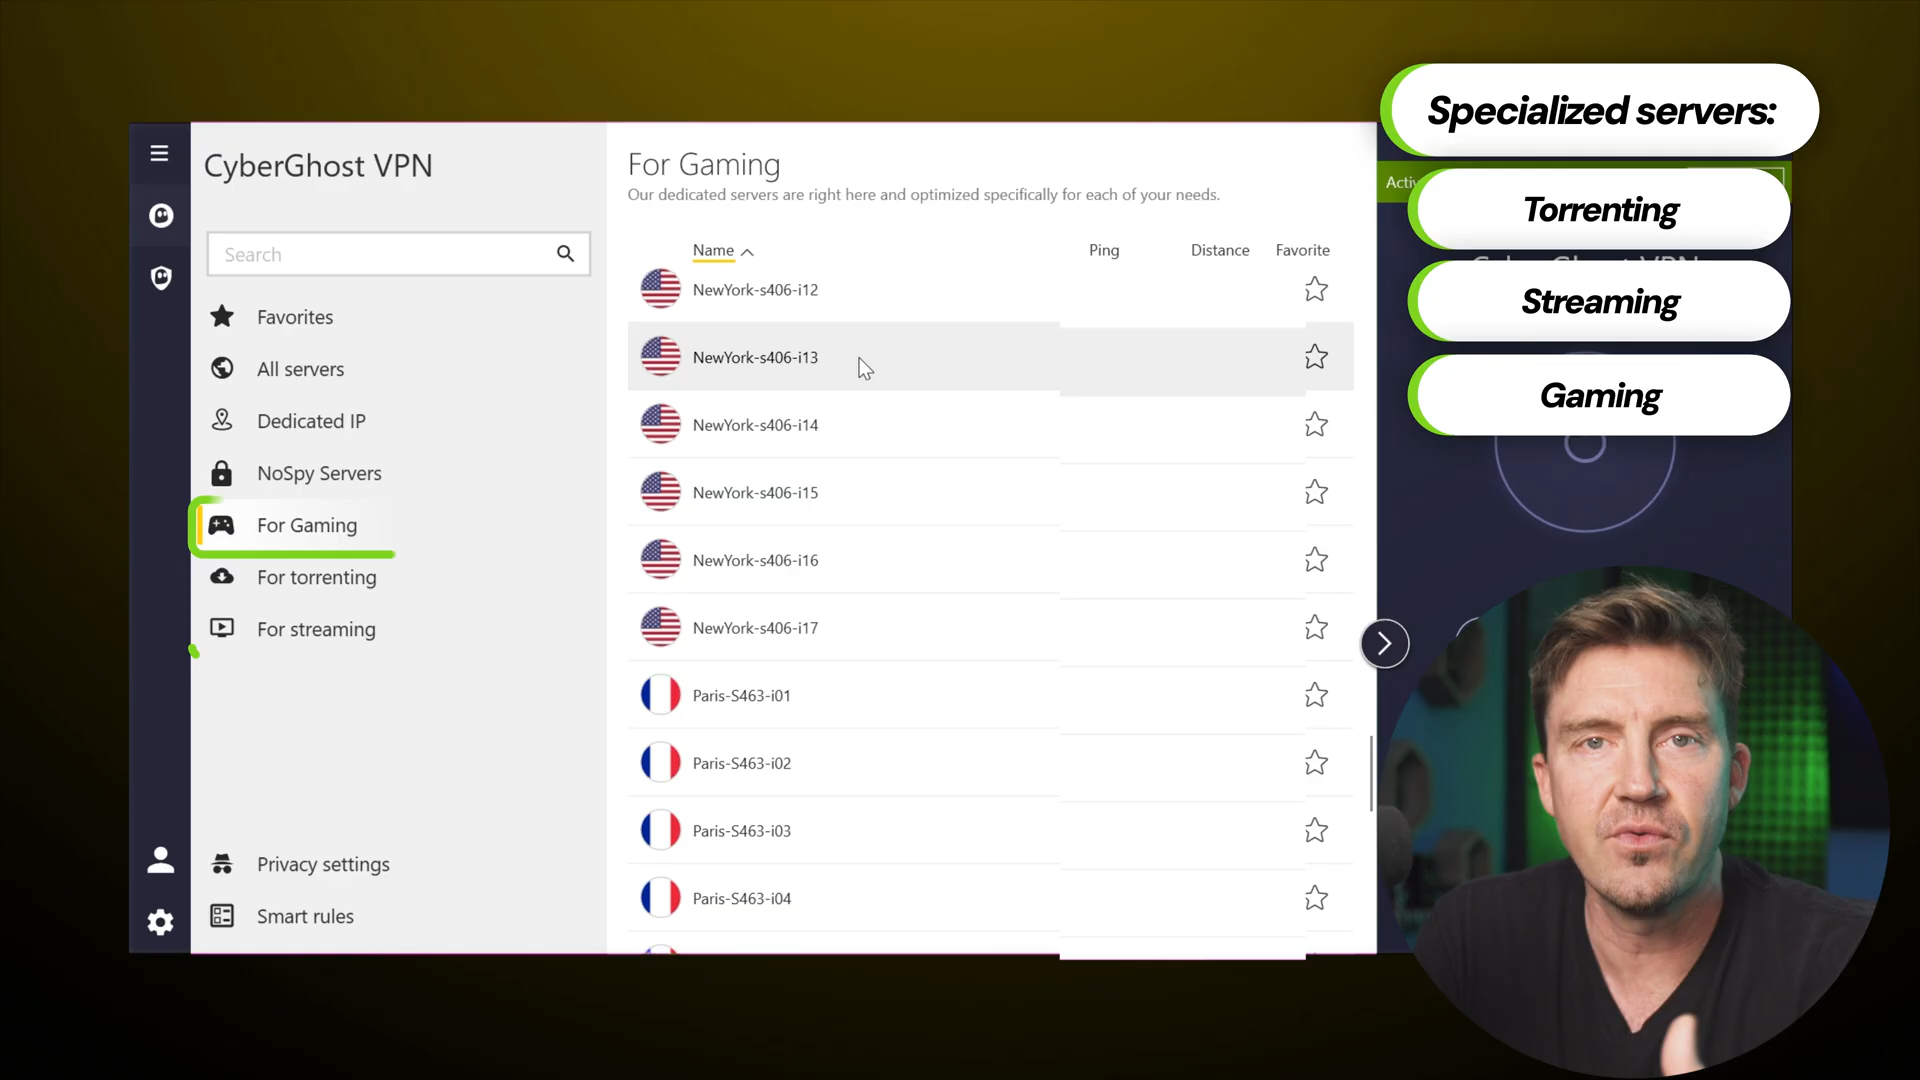 CyberGhost VPN
Search
Favorites
All servers
Dedicated IP
NoSpy Servers
For Gaming
For torrenting
For streaming
Privacy settings
Smart rules
For Gaming
Our dedicated servers are right here and optimized specifically for each of your needs.
Name Ping Distance Favorite
NewYork-s406-i12
NewYork-s406-i13
NewYork-s406-i14
NewYork-s406-i15
NewYork-s406-i16
NewYork-s406-i17
Paris-S463-i01
Paris-S463-i02
Paris-S463-i03
Paris-S463-i04
Specialized servers:
Torrenting
Streaming
Gaming